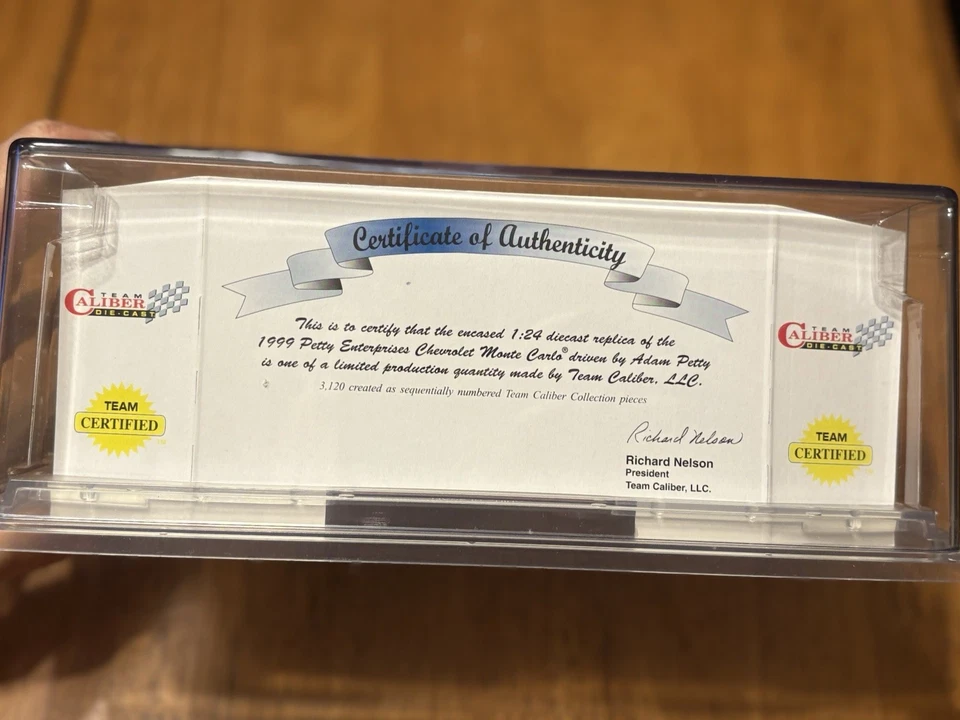 Certificate of Authenticity
TEAM
CALIBER
DIE-CAST
TEAM
CERTIFIED
This is to certify that the encased 1:24 diecast replica of the
1999 Petty Enterprises Chevrolet Monte Carlo® driven by Adam Petty
is one of a limited production quantity made by Team Caliber, LLC.
3,120 created as sequentially numbered Team Caliber Collection pieces
Richard Nelson
Richard Nelson
President
Team Caliber, LLC.
TEAM
CALIBER
DIE-CAST
TEAM
CERTIFIED